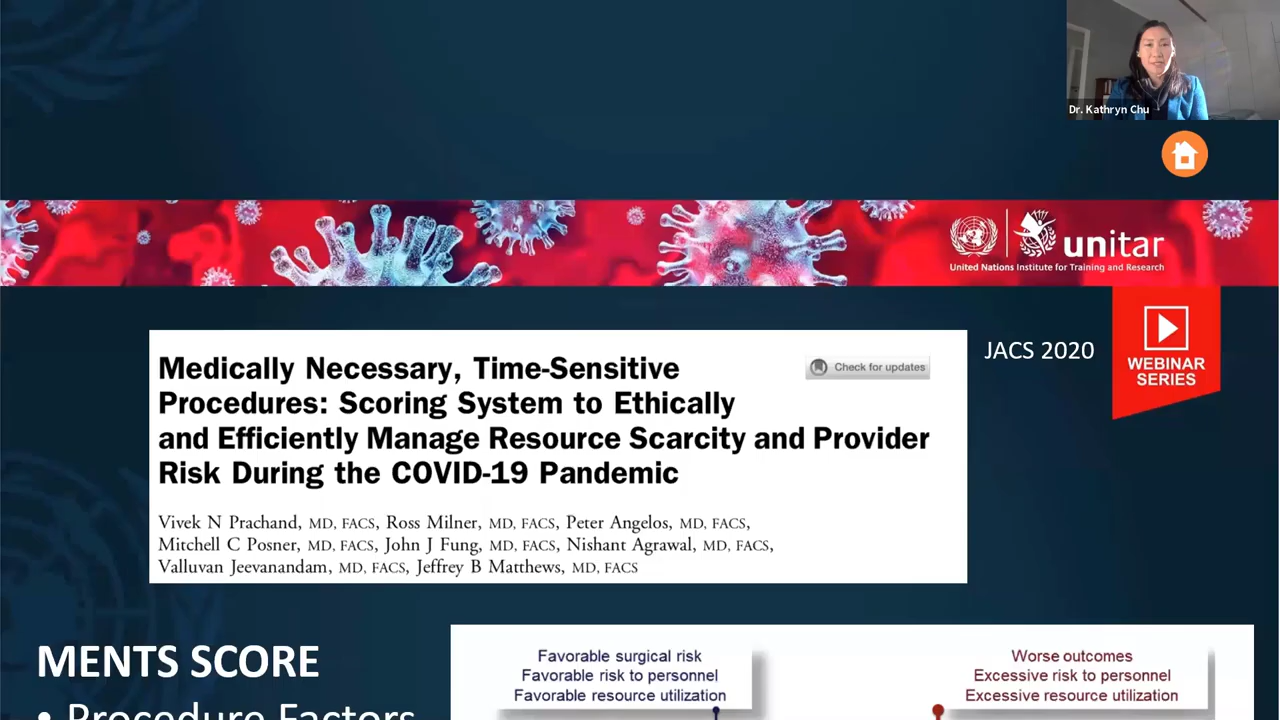 Dr. Kathryn Chu
unitar
United Nations Institute for Training and Research
WEBINAR
SERIES
JACS 2020
Medically Necessary, Time-Sensitive
Procedures: Scoring System to Ethically
and Efficiently Manage Resource Scarcity and Provider
Risk During the COVID-19 Pandemic
Check for updates
Vivek N Prachand, MD, FACS, Ross Milner, MD, FACS, Peter Angelos, MD, FACS,
Mitchell C Posner, MD, FACS, John J Fung, MD, FACS, Nishant Agrawal, MD, FACS,
Valluvan Jeevanandam, MD, FACS, Jeffrey B Matthews, MD, FACS
MENTS SCORE
• Procedure Factors
Favorable surgical risk
Favorable risk to personnel
Favorable resource utilization
Worse outcomes
Excessive risk to personnel
Excessive resource utilization